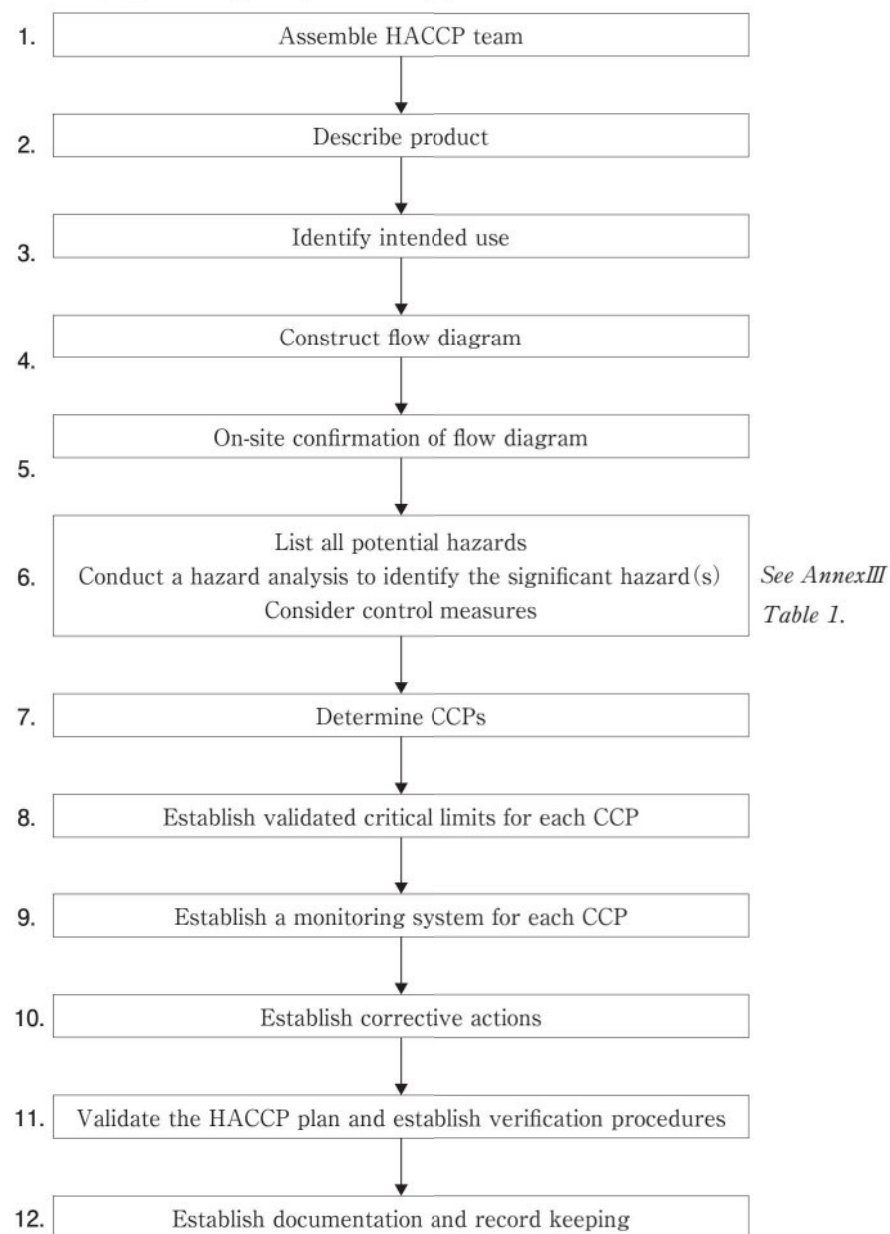 1. Assemble HACCP team
2. Describe product
3. Identify intended use
4. Construct flow diagram
5. On-site confirmation of flow diagram
List all potential hazards
6. Conduct a hazard analysis to identify the significant hazard(s) See AnnexⅢ
Consider control measures Table 1.
7. Determine CCPs
8. Establish validated critical limits for each CCP
9. Establish a monitoring system for each CCP
10. Establish corrective actions
11. Validate the HACCP plan and establish verification procedures
12. Establish documentation and record keeping